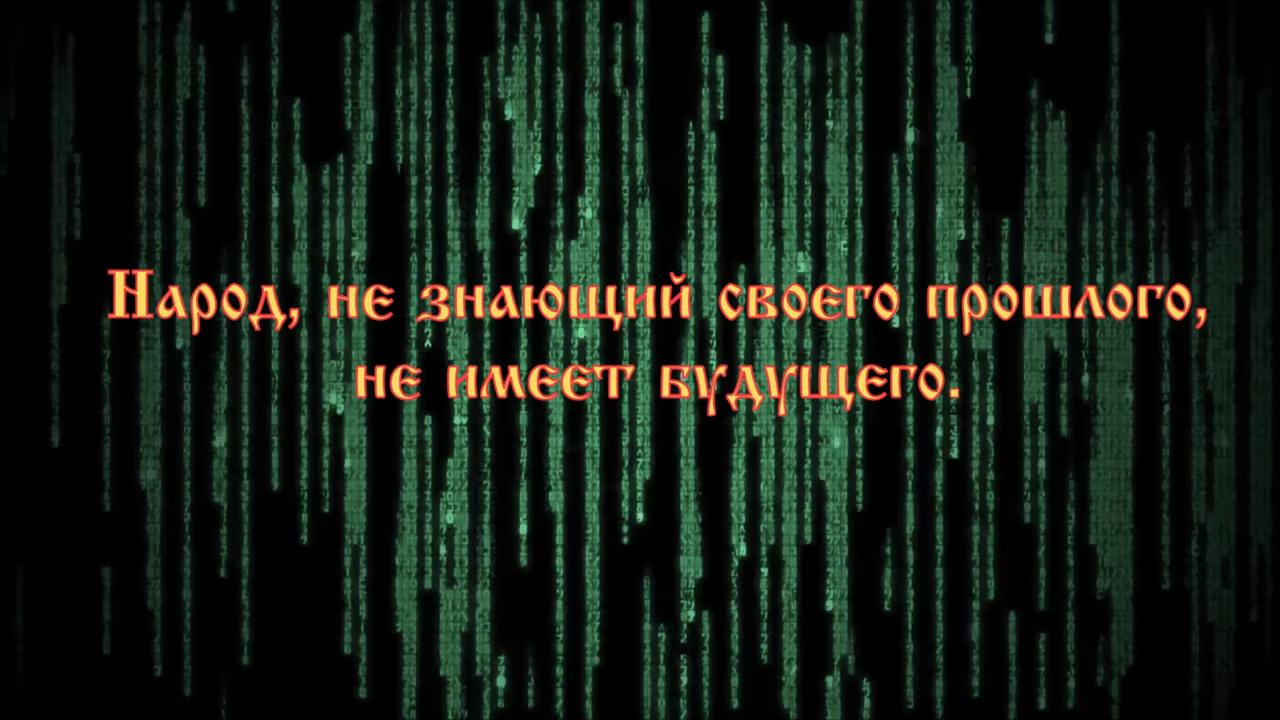 Народ, не знающий своего прошлого,
не имеет будущего.